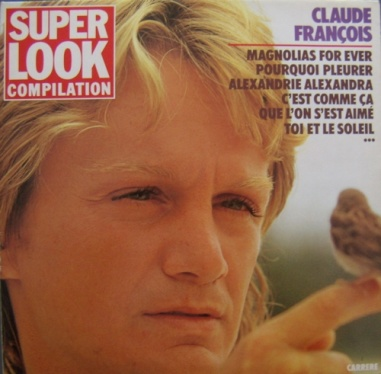 SUPER
LOOK
COMPILATION
CLAUDE
FRANÇOIS
MAGNOLIAS FOR EVER
POURQUOI PLEURER
ALEXANDRIE ALEXANDRA
C'EST COMME ÇA
QUE L'ON S'EST AIMÉ
TOI ET LE SOLEIL
...
CARRERE